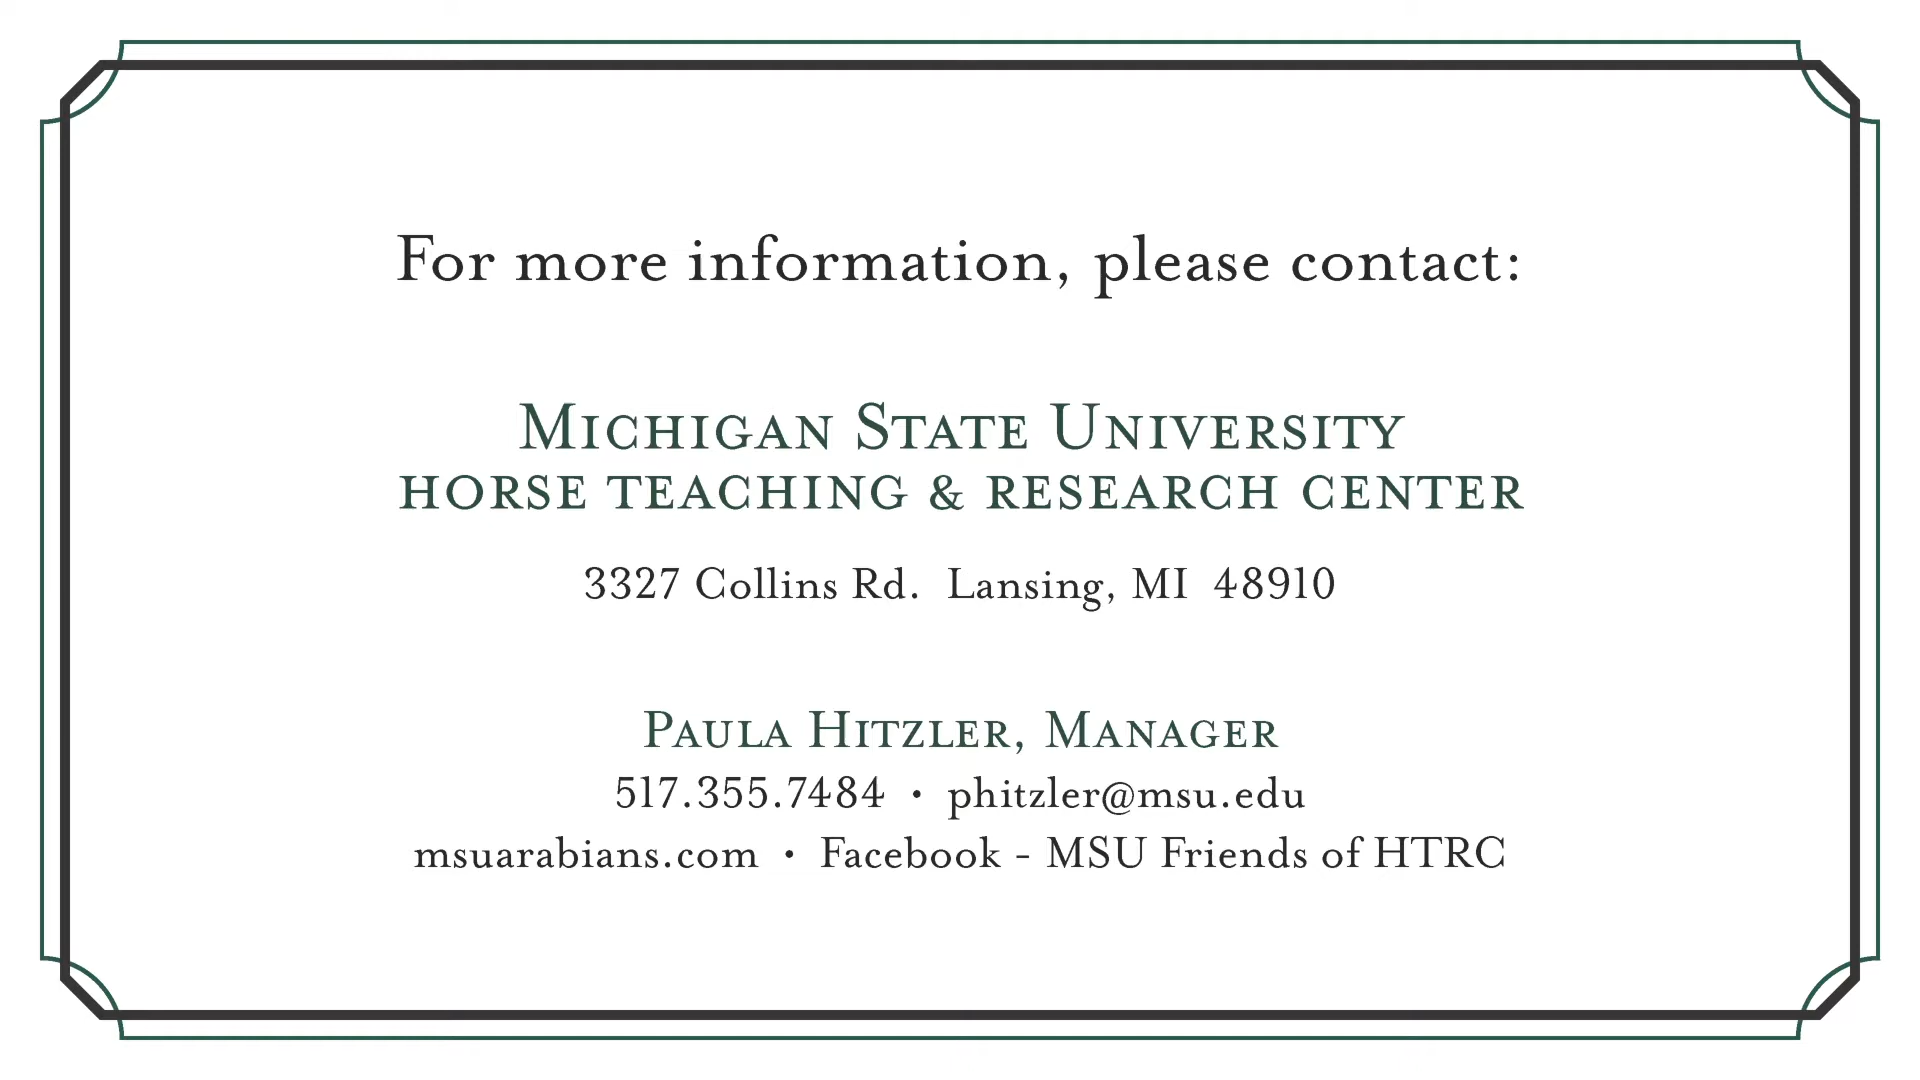 For more information, please contact:
Michigan State University
HORSE TEACHING & RESEARCH CENTER
3327 Collins Rd. Lansing, MI 48910
Paula Hitzler, Manager
517.355.7484 • phitzler@msu.edu
msuarabians.com • Facebook - MSU Friends of HTRC